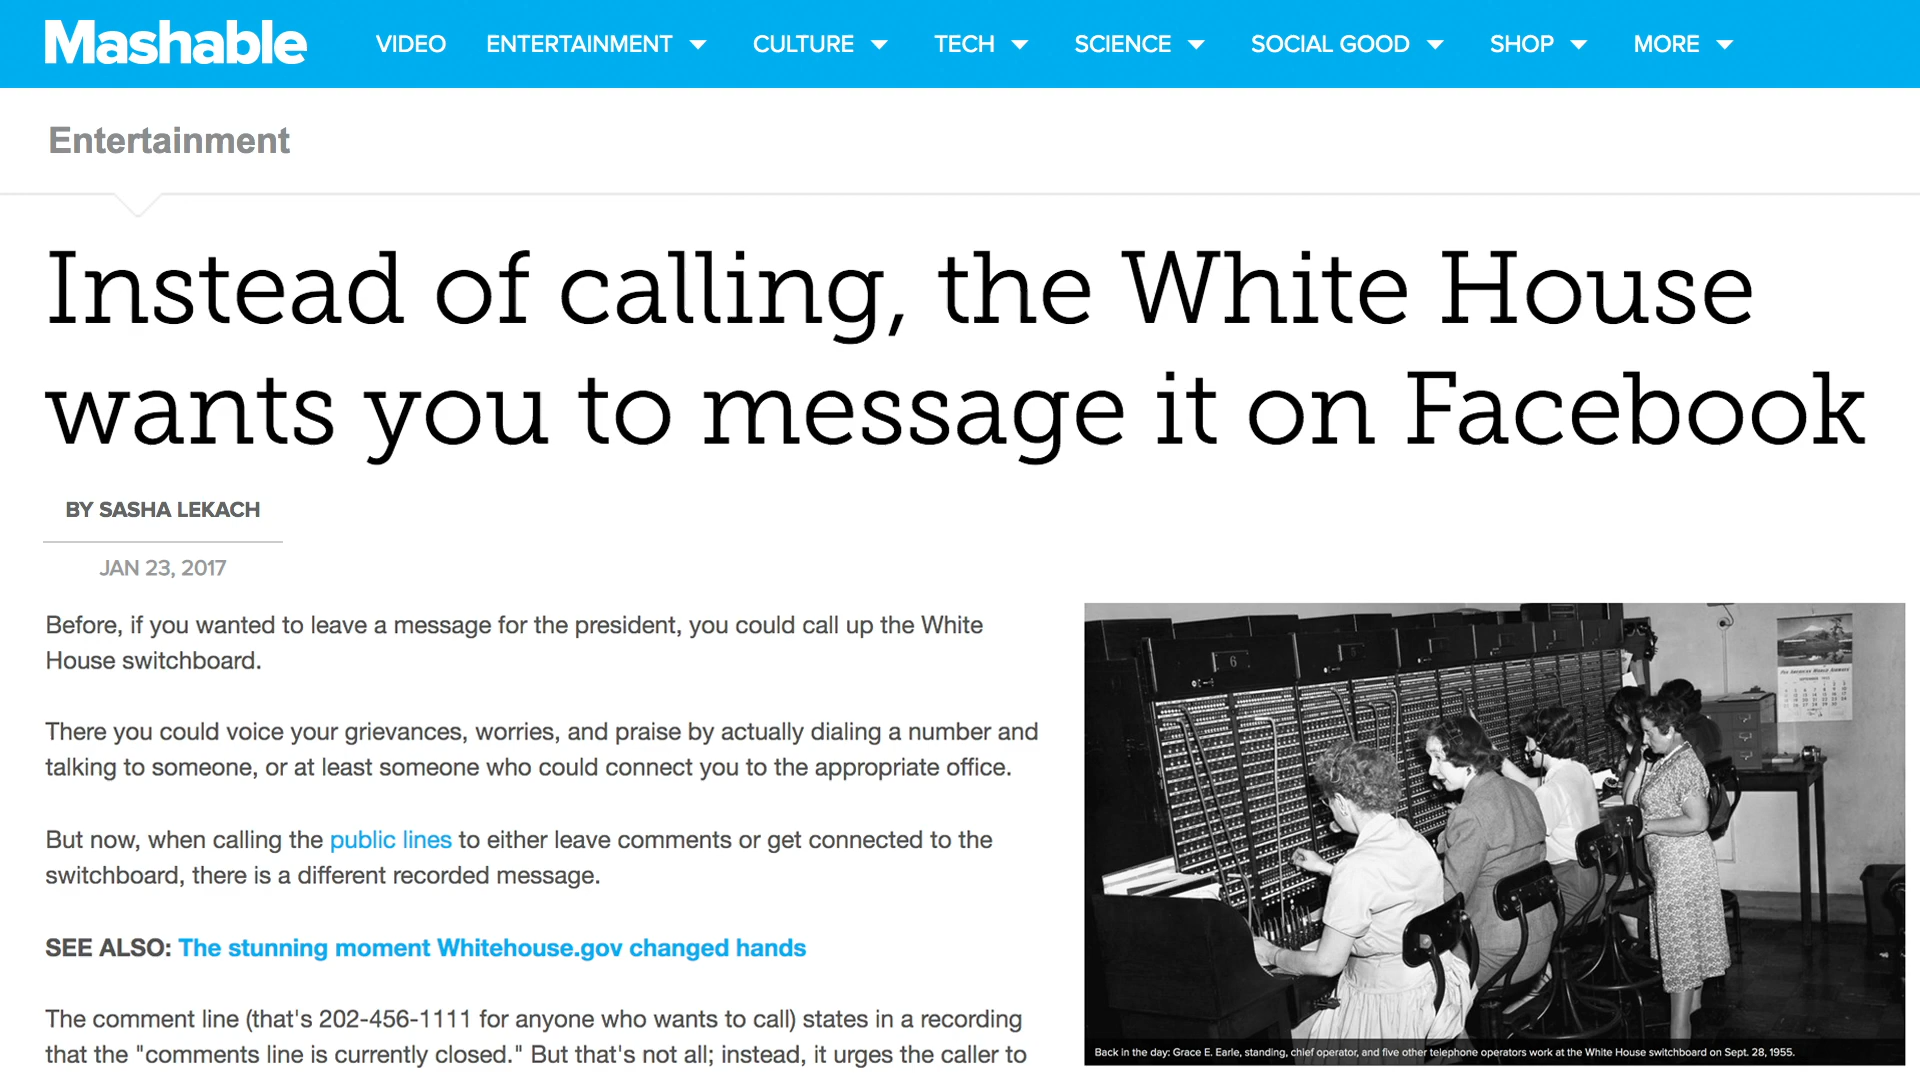 Mashable
VIDEO ENTERTAINMENT CULTURE TECH SCIENCE SOCIAL GOOD SHOP MORE
Entertainment
Instead of calling, the White House
wants you to message it on Facebook
BY SASHA LEKACH
JAN 23, 2017
Before, if you wanted to leave a message for the president, you could call up the White
House switchboard.
There you could voice your grievances, worries, and praise by actually dialing a number and
talking to someone, or at least someone who could connect you to the appropriate office.
But now, when calling the public lines to either leave comments or get connected to the
switchboard, there is a different recorded message.
SEE ALSO: The stunning moment Whitehouse.gov changed hands
The comment line (that's 202-456-1111 for anyone who wants to call) states in a recording
that the "comments line is currently closed." But that's not all; instead, it urges the caller to
6
5
Back in the day: Grace E. Earle, standing, chief operator, and five other telephone operators work at the White House switchboard on Sept. 28, 1955.